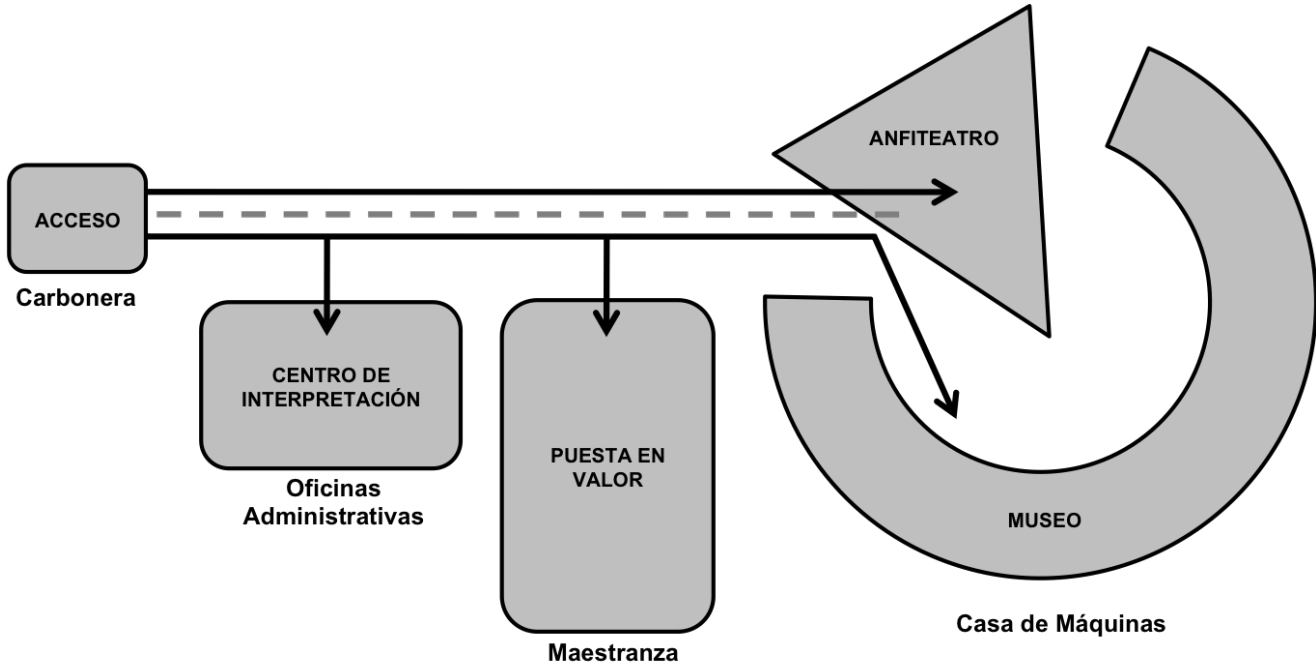 ANFITEATRO
ACCESO
Carbonera
CENTRO DE
INTERPRETACIÓN
Oficinas
Administrativas
PUESTA EN
VALOR
Maestranza
MUSEO
Casa de Máquinas